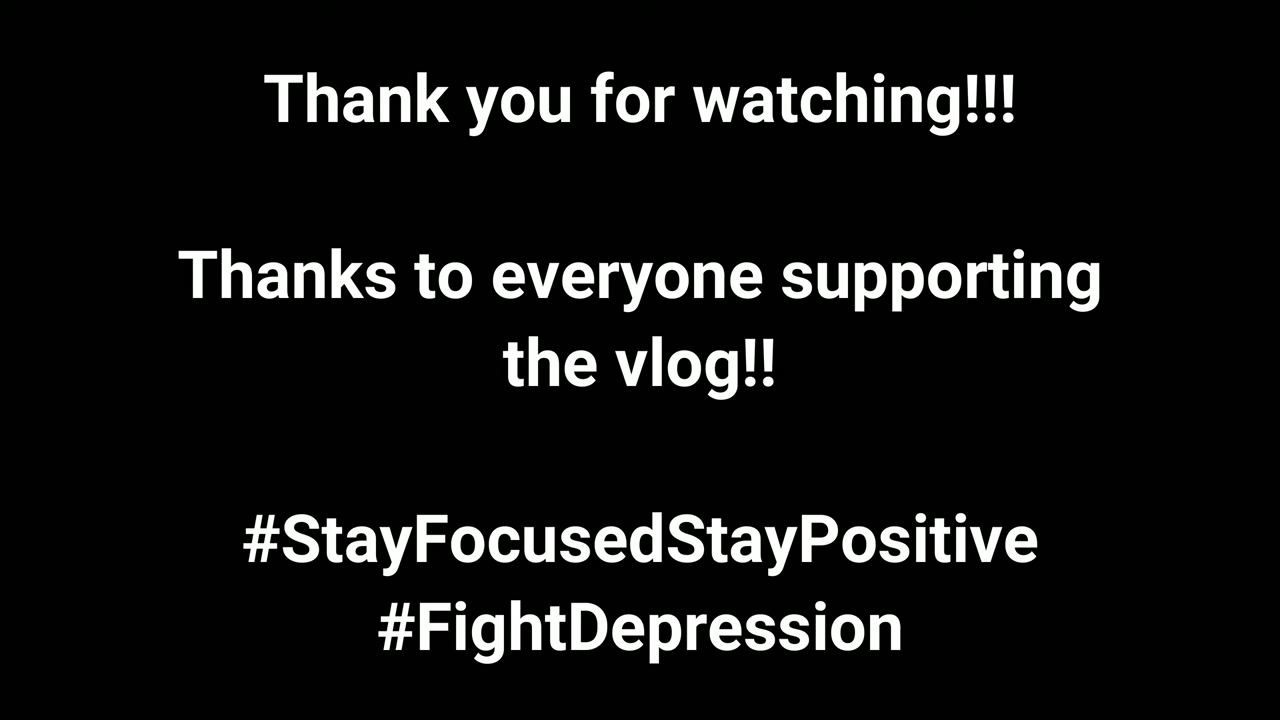 Thank you for watching!!!
Thanks to everyone supporting
the vlog!!
#StayFocusedStayPositive
#FightDepression